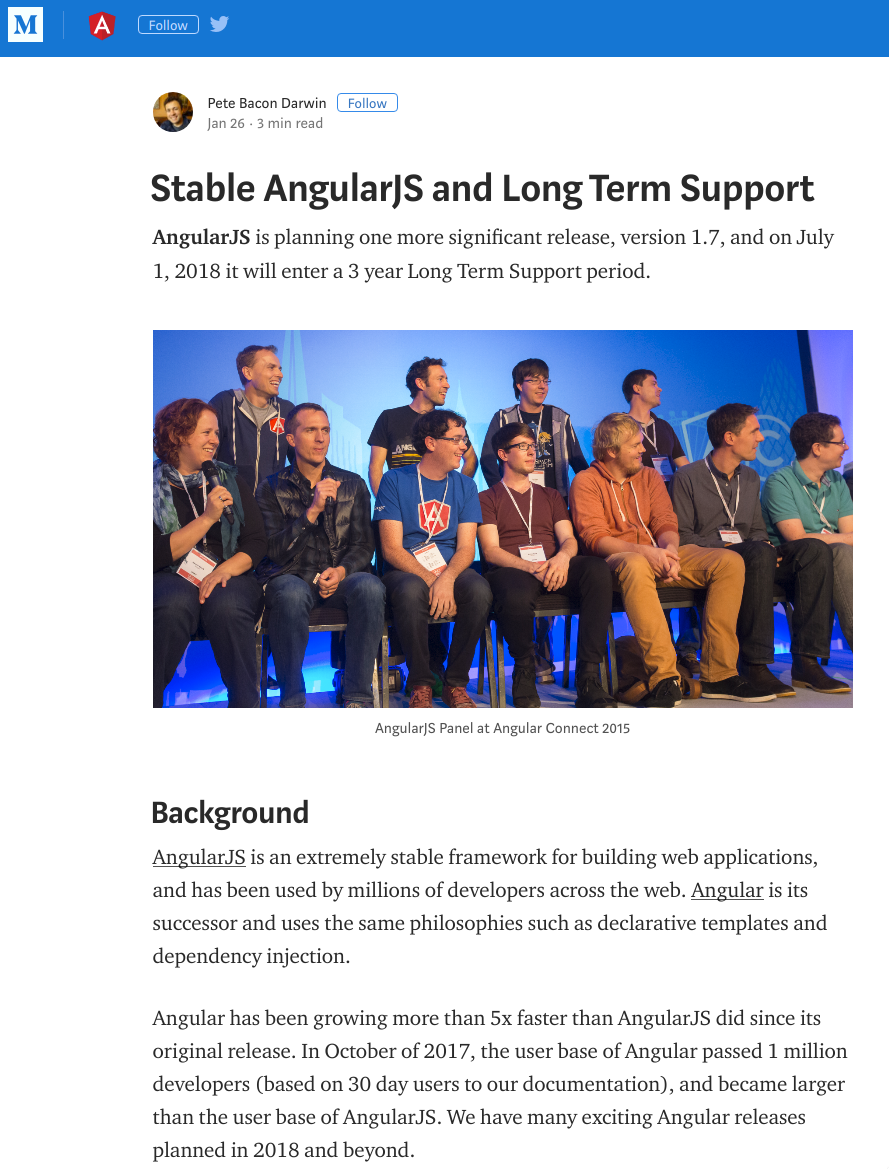 M
A Follow
Pete Bacon Darwin Follow
Jan 26 · 3 min read
Stable AngularJS and Long Term Support
AngularJS is planning one more significant release, version 1.7, and on July
1, 2018 it will enter a 3 year Long Term Support period.
AngularJS Panel at Angular Connect 2015
Background
AngularJS is an extremely stable framework for building web applications,
and has been used by millions of developers across the web. Angular is its
successor and uses the same philosophies such as declarative templates and
dependency injection.
Angular has been growing more than 5x faster than AngularJS did since its
original release. In October of 2017, the user base of Angular passed 1 million
developers (based on 30 day users to our documentation), and became larger
than the user base of AngularJS. We have many exciting Angular releases
planned in 2018 and beyond.